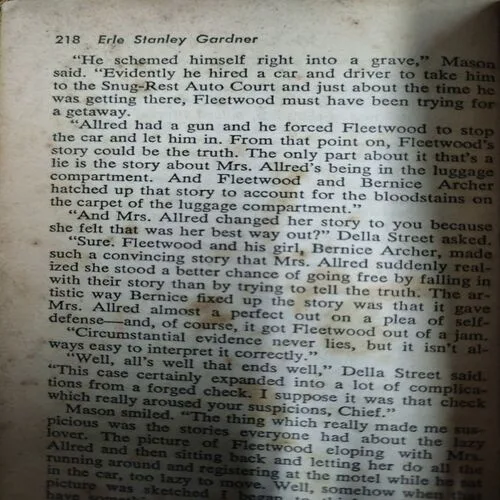 218 Erle Stanley Gardner
"He schemed himself right into a grave," Mason
said. "Evidently he hired a car and driver to take him
to the Snug-Rest Auto Court and just about the time he
was getting there, Fleetwood must have been trying for
a getaway.
"Allred had a gun and he forced Fleetwood to stop
the car and let him in. From that point on, Fleetwood's
story could be the truth. The only part about it that's a
lie is the story about Mrs. Allred's being in the luggage
compartment. And Fleetwood and Bernice Archer
hatched up that story to account for the bloodstains on
the carpet of the luggage compartment."
"And Mrs. Allred changed her story to you because
she felt that was her best way out?" Della Street asked.
"Sure. Fleetwood and his girl, Bernice Archer, made
such a convincing story that Mrs. Allred suddenly real-
ized she stood a better chance of going free by falling in
with their story than by trying to tell the truth. The ar-
tistic way Bernice fixed up the story was that it gave
Mrs. Allred almost a perfect out on a plea of self-
defense—and, of course, it got Fleetwood out of a jam.
"Circumstantial evidence never lies, but it isn't al-
ways easy to interpret it correctly."
"Well, all's well that ends well," Della Street said.
"This case certainly expanded into a lot of complica-
tions from a forged check. I suppose it was that check
which really aroused your suspicions, Chief."
Mason smiled. "The thing which really made me sus-
picious was the stories everyone had about the lazy
lover. The picture of Fleetwood eloping with Mrs.
Allred and then sitting back and letting her do all the
running around and registering at the motel while he sat
in the car, too lazy to move. Well, somehow when that
picture was sketched I began to